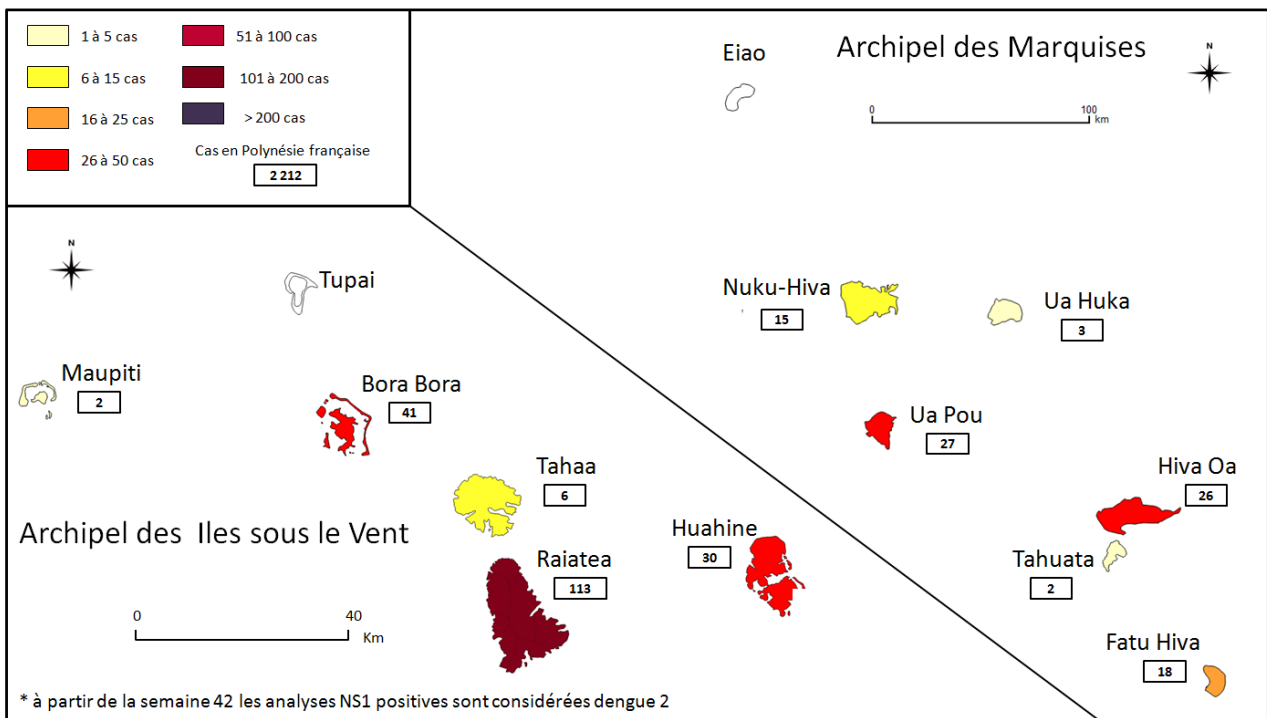 1 à 5 cas
6 à 15 cas
16 à 25 cas
26 à 50 cas
51 à 100 cas
101 à 200 cas
> 200 cas
Cas en Polynésie française
2 212
Archipel des Marquises
N
0 100
km
Eiao
Nuku-Hiva
15
Ua Huka
3
Ua Pou
27
Hiva Oa
26
Tahuata
2
Fatu Hiva
18
N
Tupai
Maupiti
2
Bora Bora
41
Tahaa
6
Archipel des Iles sous le Vent
Huahine
30
Raiatea
113
0 40
Km
* à partir de la semaine 42 les analyses NS1 positives sont considérées dengue 2